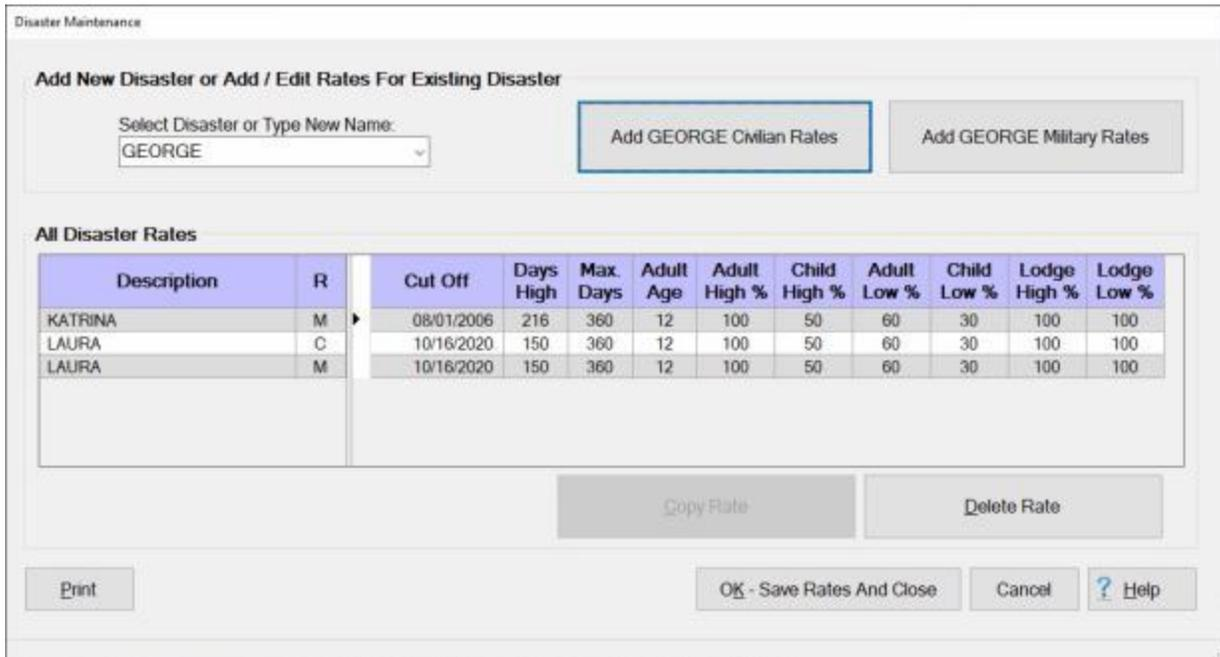 Disaster Maintenance
Add New Disaster or Add / Edit Rates For Existing Disaster
Select Disaster or Type New Name:
GEORGE
Add GEORGE Civilian Rates
Add GEORGE Military Rates
All Disaster Rates
Description R Cut Off Days High Max. Days Adult Age Adult High % Child High % Adult Low % Child Low % Lodge High % Lodge Low %
KATRINA M 08/01/2006 216 360 12 100 50 60 30 100 100
LAURA C 10/16/2020 150 360 12 100 50 60 30 100 100
LAURA M 10/16/2020 150 360 12 100 50 60 30 100 100
Copy Rate Delete Rate
Print OK - Save Rates And Close Cancel ? Help